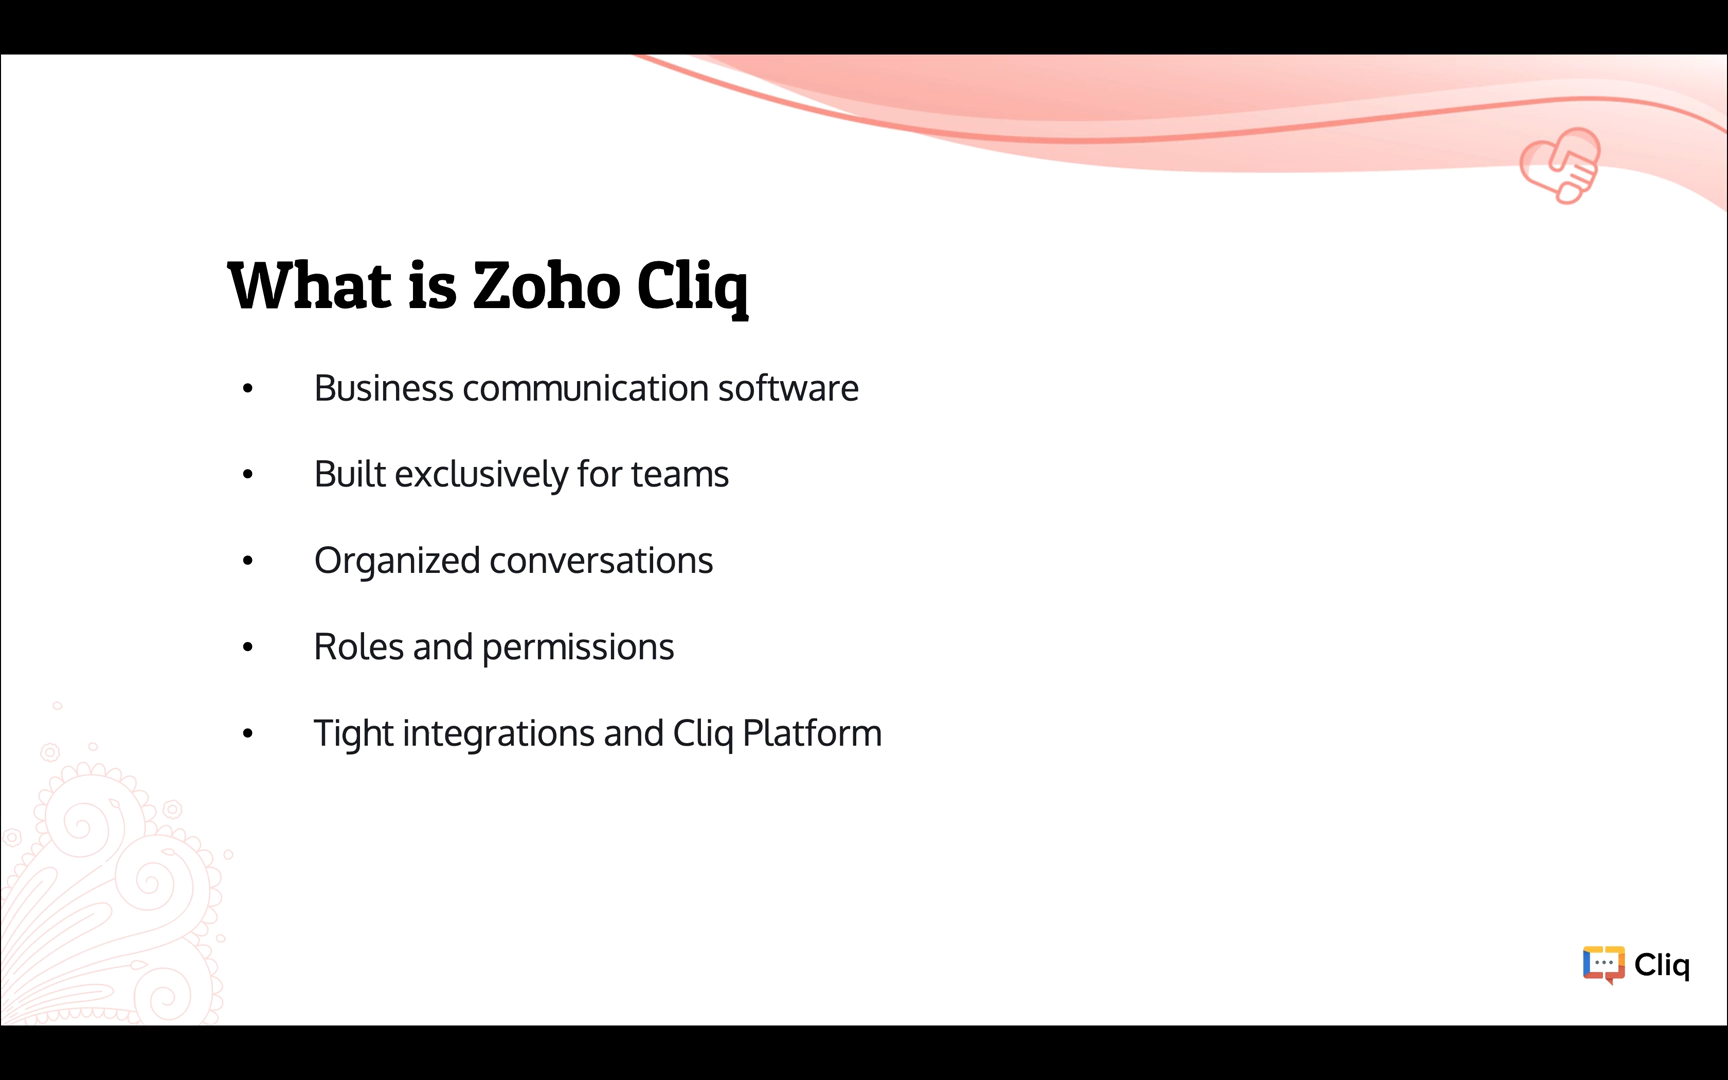 What is Zoho Cliq
• Business communication software
• Built exclusively for teams
• Organized conversations
• Roles and permissions
• Tight integrations and Cliq Platform
Cliq